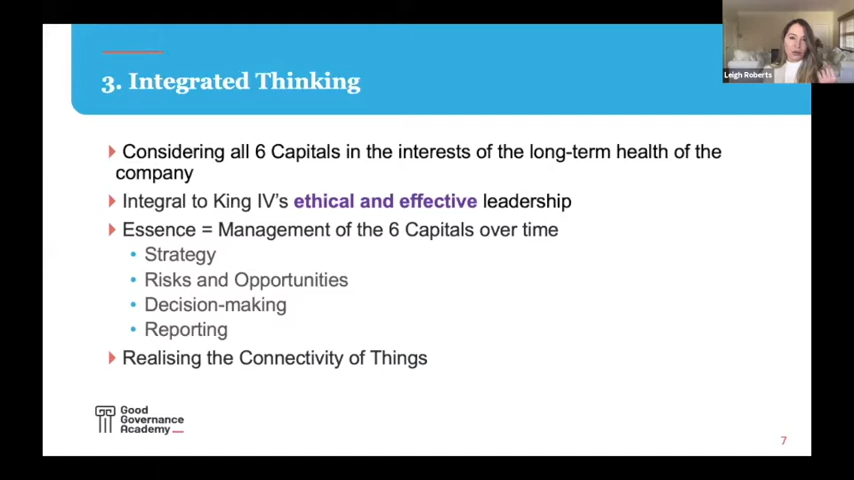 Leigh Roberts
3. Integrated Thinking
Considering all 6 Capitals in the interests of the long-term health of the
company
Integral to King IV's ethical and effective leadership
Essence = Management of the 6 Capitals over time
• Strategy
• Risks and Opportunities
• Decision-making
• Reporting
Realising the Connectivity of Things
Good
Governance
Academy
7